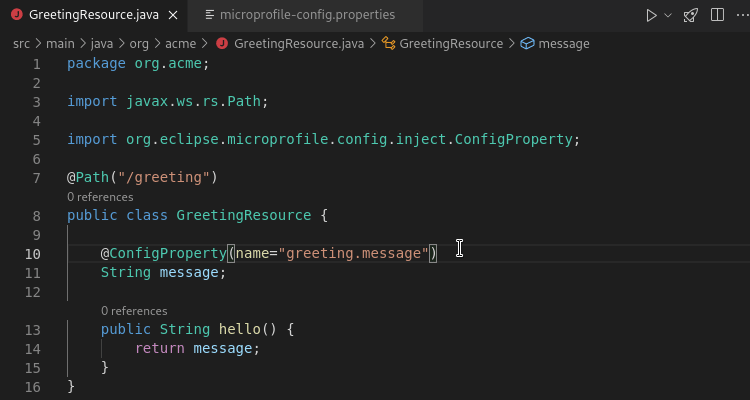 GreetingResource.java × microprofile-config.properties
src > main > java > org > acme > GreetingResource.java > GreetingResource > message
1 package org.acme;
2
3 import javax.ws.rs.Path;
4
5 import org.eclipse.microprofile.config.inject.ConfigProperty;
6
7 @Path("/greeting")
0 references
8 public class GreetingResource {
9
10 @ConfigProperty(name="greeting.message")
11 String message;
12
0 references
13 public String hello() {
14 return message;
15 }
16 }